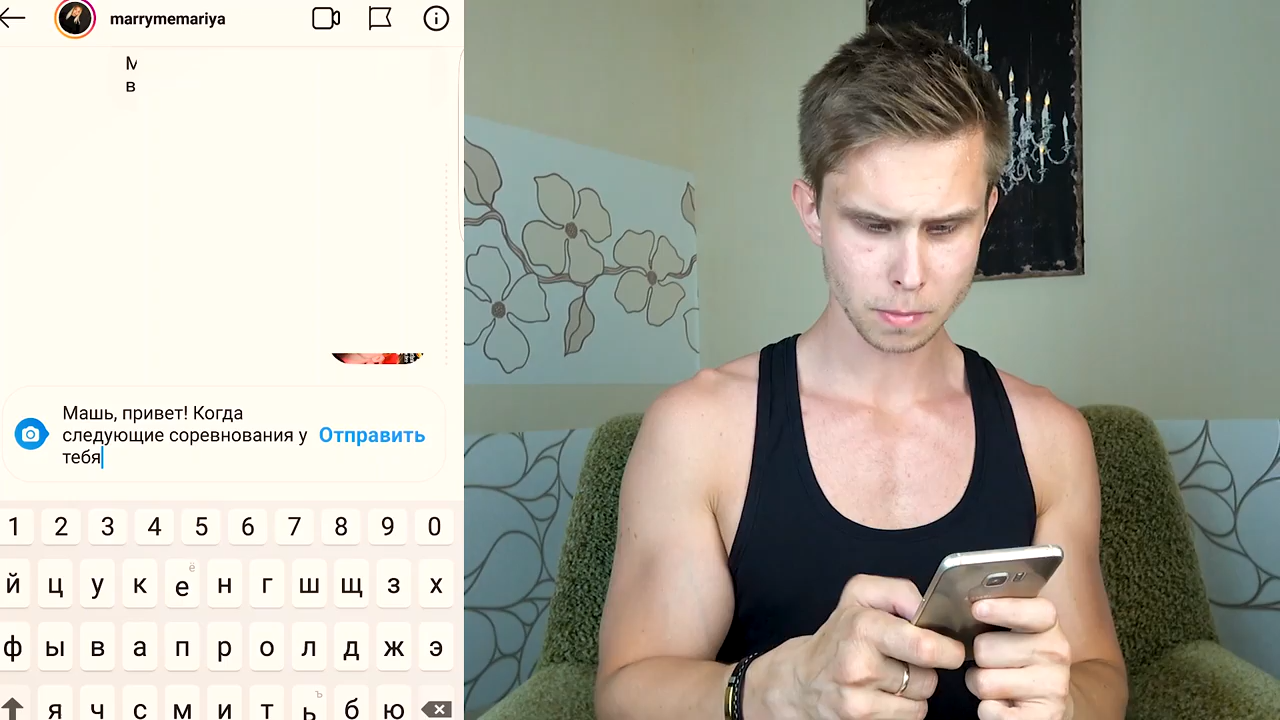 marrymemariya
М
в
Машь, привет! Когда
следующие соревнования у
тебя
Отправить
1 2 3 4 5 6 7 8 9 0
ё
й ц у к е н г ш щ з х
ф ы в а п р о л д ж э
ъ
я ч с м и т ь б ю